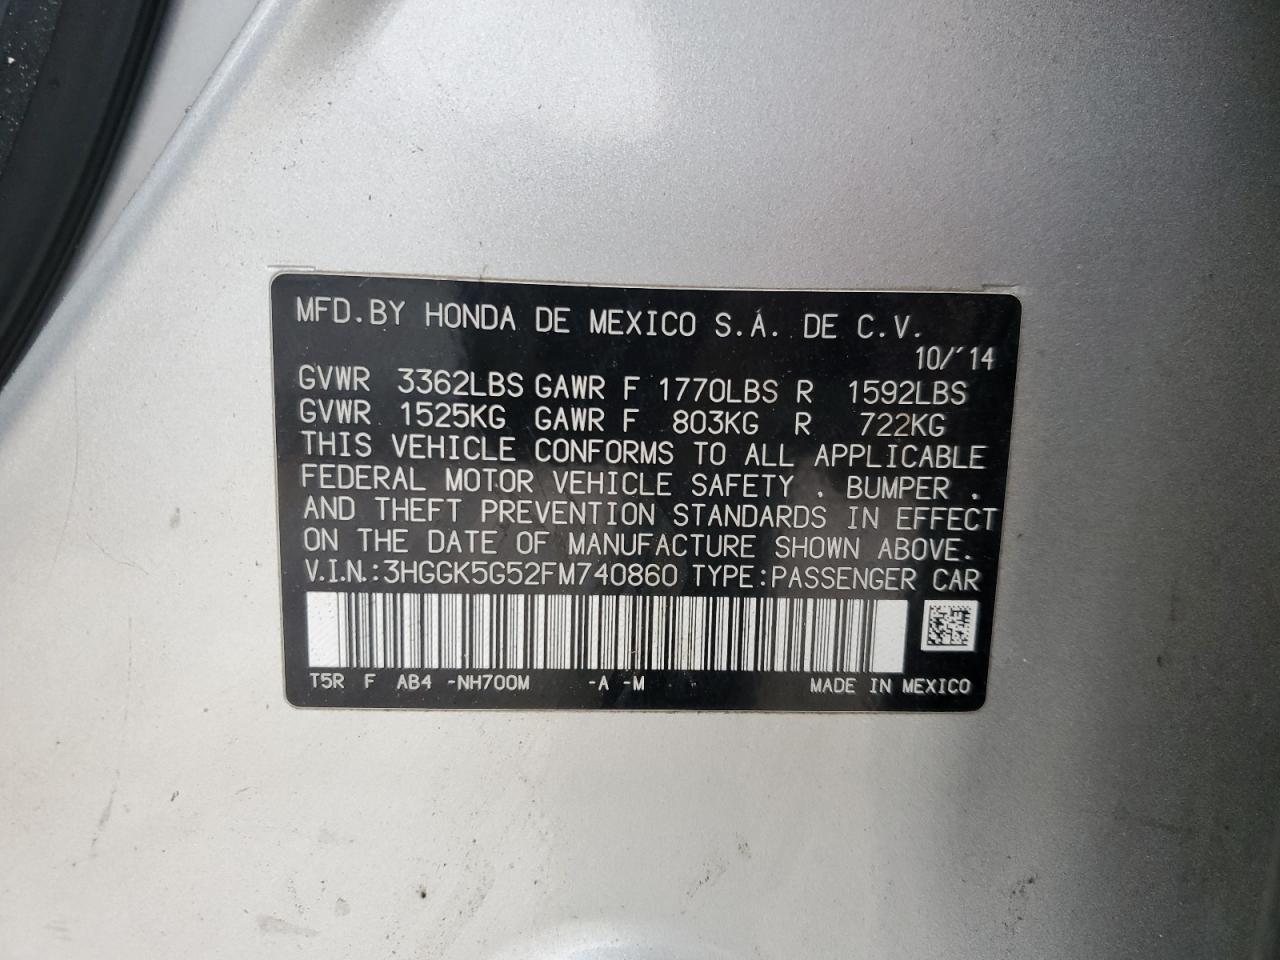 MFD.BY HONDA DE MEXICO S.A. DE C.V.
10/'14
GVWR 3362LBS GAWR F 1770LBS R 1592LBS
GVWR 1525KG GAWR F 803KG R 722KG
THIS VEHICLE CONFORMS TO ALL APPLICABLE
FEDERAL MOTOR VEHICLE SAFETY . BUMPER .
AND THEFT PREVENTION STANDARDS IN EFFECT
ON THE DATE OF MANUFACTURE SHOWN ABOVE.
V.I.N.:3HGGK5G52FM740860 TYPE:PASSENGER CAR
T5R F AB4 -NH700M -A -M MADE IN MEXICO